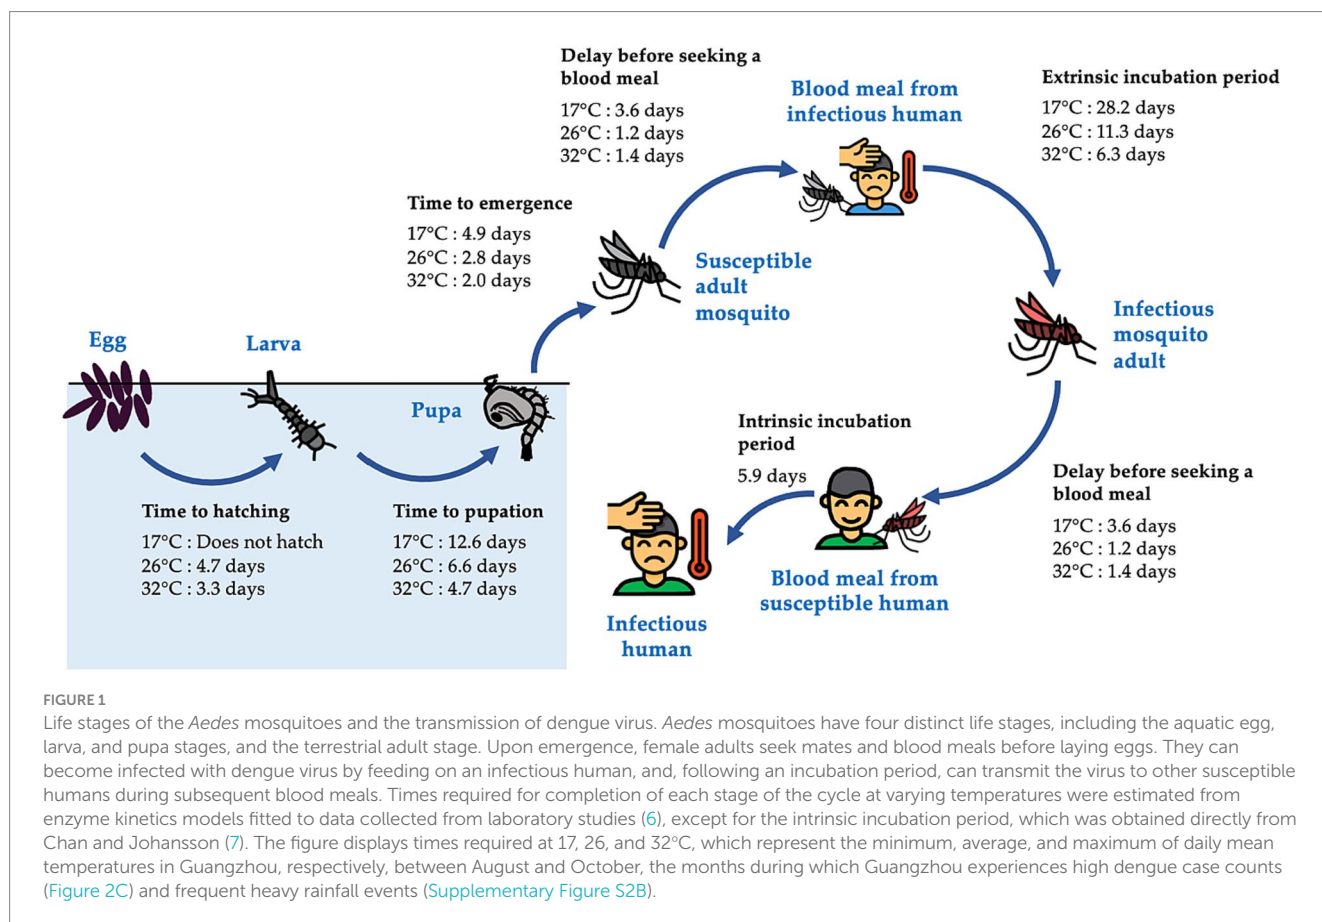 Delay before seeking a
blood meal
17°C : 3.6 days
26°C : 1.2 days
32°C : 1.4 days
Blood meal from
infectious human
Extrinsic incubation period
17°C : 28.2 days
26°C : 11.3 days
32°C : 6.3 days
Time to emergence
17°C : 4.9 days
26°C : 2.8 days
32°C : 2.0 days
Susceptible
adult
mosquito
Infectious
mosquito
adult
Egg
Larva
Pupa
Time to hatching
17°C : Does not hatch
26°C : 4.7 days
32°C : 3.3 days
Time to pupation
17°C : 12.6 days
26°C : 6.6 days
32°C : 4.7 days
Intrinsic incubation
period
5.9 days
Delay before seeking a
blood meal
17°C : 3.6 days
26°C : 1.2 days
32°C : 1.4 days
Blood meal from
susceptible human
Infectious
human
FIGURE 1
Life stages of the Aedes mosquitoes and the transmission of dengue virus. Aedes mosquitoes have four distinct life stages, including the aquatic egg,
larva, and pupa stages, and the terrestrial adult stage. Upon emergence, female adults seek mates and blood meals before laying eggs. They can
become infected with dengue virus by feeding on an infectious human, and, following an incubation period, can transmit the virus to other susceptible
humans during subsequent blood meals. Times required for completion of each stage of the cycle at varying temperatures were estimated from
enzyme kinetics models fitted to data collected from laboratory studies (6), except for the intrinsic incubation period, which was obtained directly from
Chan and Johansson (7). The figure displays times required at 17, 26, and 32°C, which represent the minimum, average, and maximum of daily mean
temperatures in Guangzhou, respectively, between August and October, the months during which Guangzhou experiences high dengue case counts
(Figure 2C) and frequent heavy rainfall events (Supplementary Figure S2B).